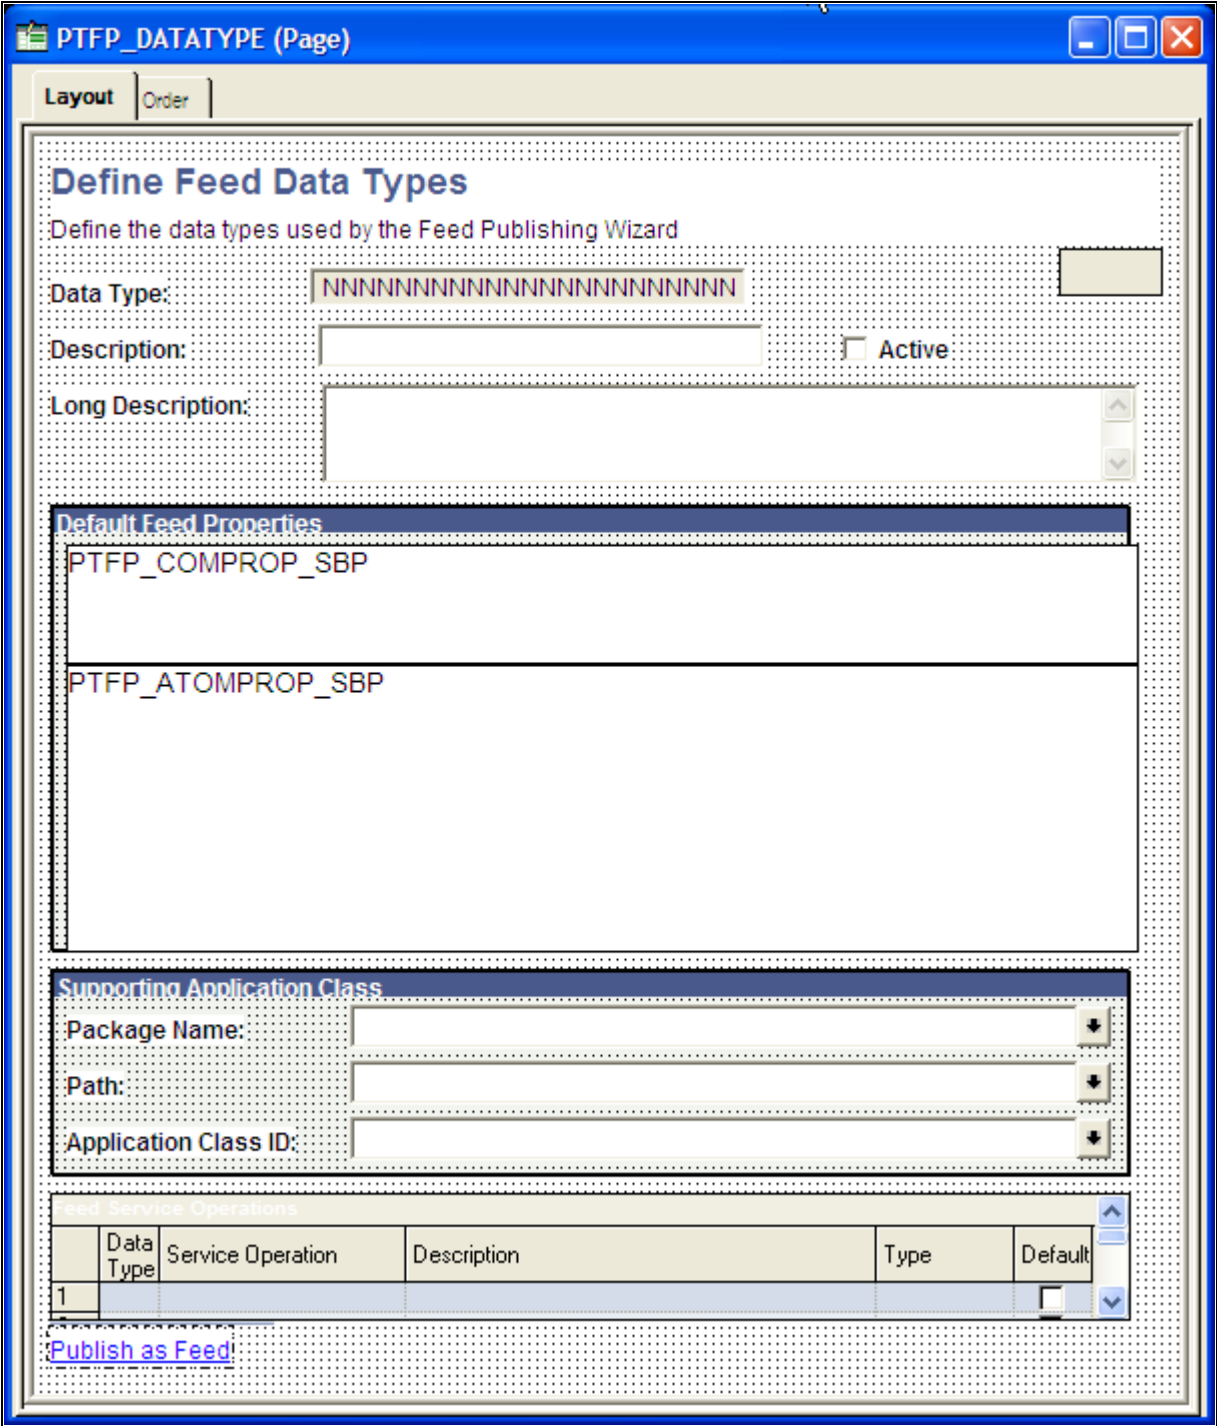 PTFP_DATATYPE (Page)
Layout
Order
Define Feed Data Types
Define the data types used by the Feed Publishing Wizard
Data Type:
NNNNNNNNNNNNNNNNNNNNNNN
Description:
Active
Long Description:
Default Feed Properties
PTFP_COMPROP_SBP
PTFP_ATOMPROP_SBP
Supporting Application Class
Package Name:
Path:
Application Class ID:
Feed Service Operations
Data Type
Service Operation
Description
Type
Default
1
Publish as Feed